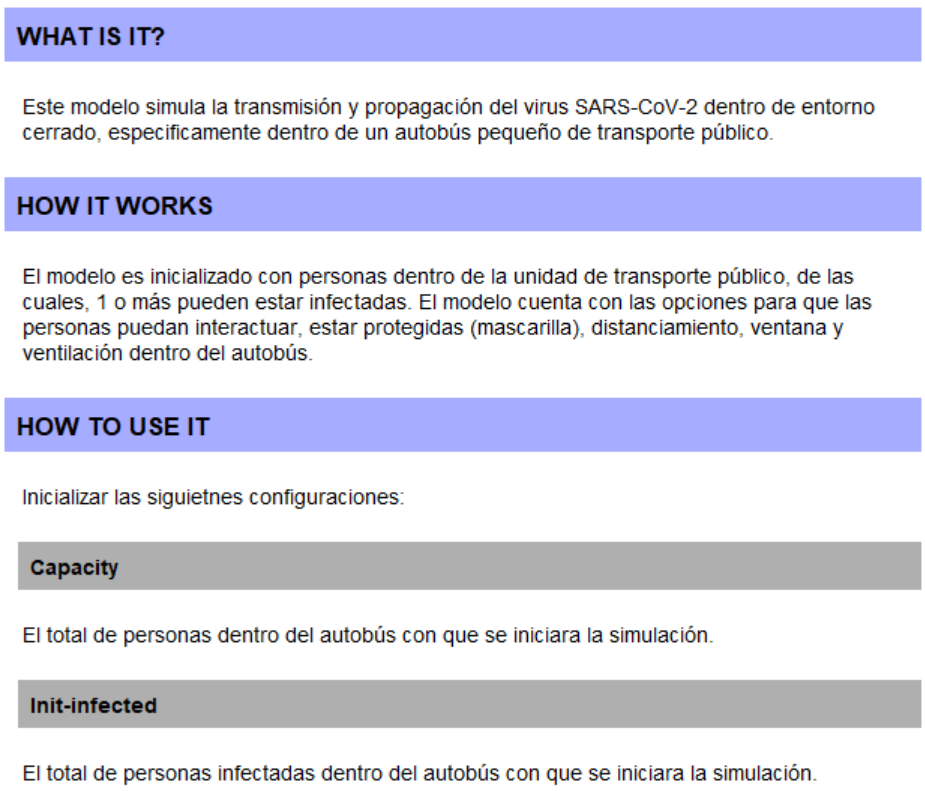 WHAT IS IT?
Este modelo simula la transmisión y propagación del virus SARS-CoV-2 dentro de entorno
cerrado, especificamente dentro de un autobús pequeño de transporte público.
HOW IT WORKS
El modelo es inicializado con personas dentro de la unidad de transporte público, de las
cuales, 1 o más pueden estar infectadas. El modelo cuenta con las opciones para que las
personas puedan interactuar, estar protegidas (mascarilla), distanciamiento, ventana y
ventilación dentro del autobús.
HOW TO USE IT
Inicializar las siguietnes configuraciones:
Capacity
El total de personas dentro del autobús con que se iniciara la simulación.
Init-infected
El total de personas infectadas dentro del autobús con que se iniciara la simulación.